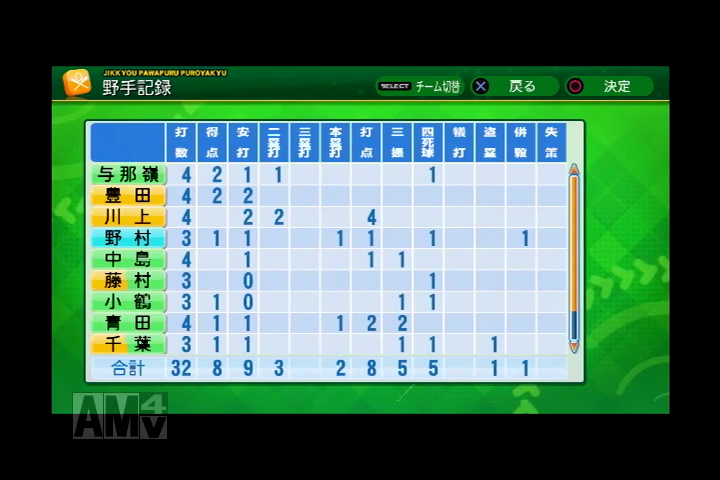 JIKKYOU PAWAFURU PUROYAKYU
野手記録 SELECT チーム切替 戻る 決定
打数 得点 安打 二塁打 三塁打 本塁打 打点 三振 四死球 犠打 盗塁 併殺 失策
与那嶺 4 2 1 1 1
豊田 4 2 2
川上 4 2 2 4
野村 3 1 1 1 1 1 1
中島 4 1 1 1
藤村 3 0 1
小鶴 3 1 0 1 1
青田 4 1 1 1 2 2
千葉 3 1 1 1 1 1
合計 32 8 9 3 2 8 5 5 1 1
AMV4